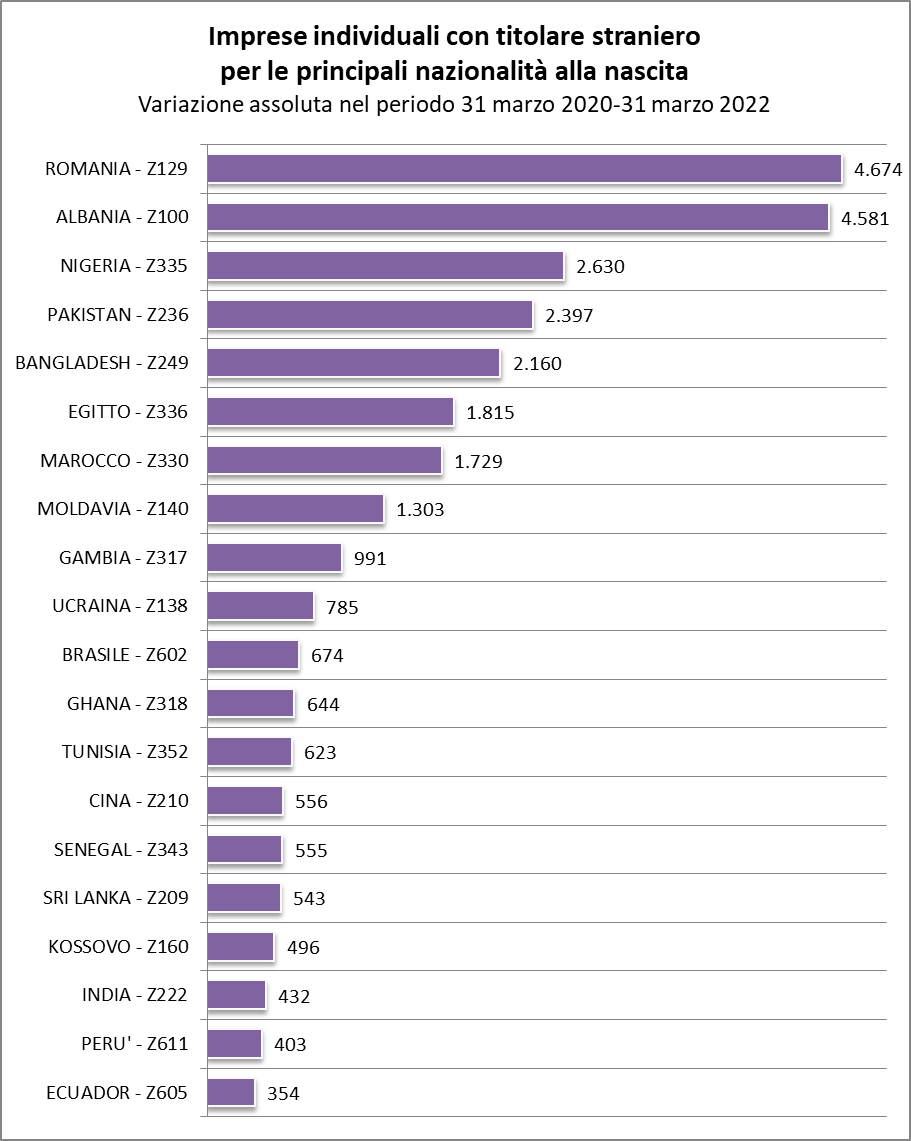 Imprese individuali con titolare straniero
per le principali nazionalità alla nascita
Variazione assoluta nel periodo 31 marzo 2020-31 marzo 2022
ROMANIA - Z129 4.674
ALBANIA - Z100 4.581
NIGERIA - Z335 2.630
PAKISTAN - Z236 2.397
BANGLADESH - Z249 2.160
EGITTO - Z336 1.815
MAROCCO - Z330 1.729
MOLDAVIA - Z140 1.303
GAMBIA - Z317 991
UCRAINA - Z138 785
BRASILE - Z602 674
GHANA - Z318 644
TUNISIA - Z352 623
CINA - Z210 556
SENEGAL - Z343 555
SRI LANKA - Z209 543
KOSSOVO - Z160 496
INDIA - Z222 432
PERU' - Z611 403
ECUADOR - Z605 354